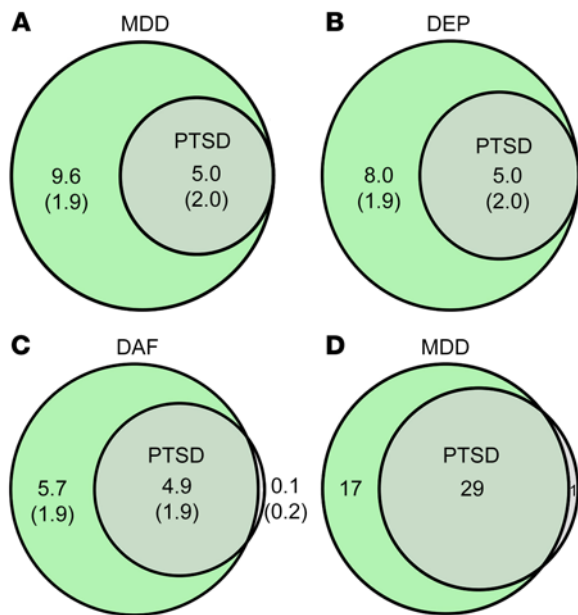 A
MDD
PTSD
9.6
(1.9)
5.0
(2.0)
B
DEP
PTSD
8.0
(1.9)
5.0
(2.0)
C
DAF
PTSD
5.7
(1.9)
4.9
(1.9)
0.1
(0.2)
D
MDD
PTSD
17
29
1